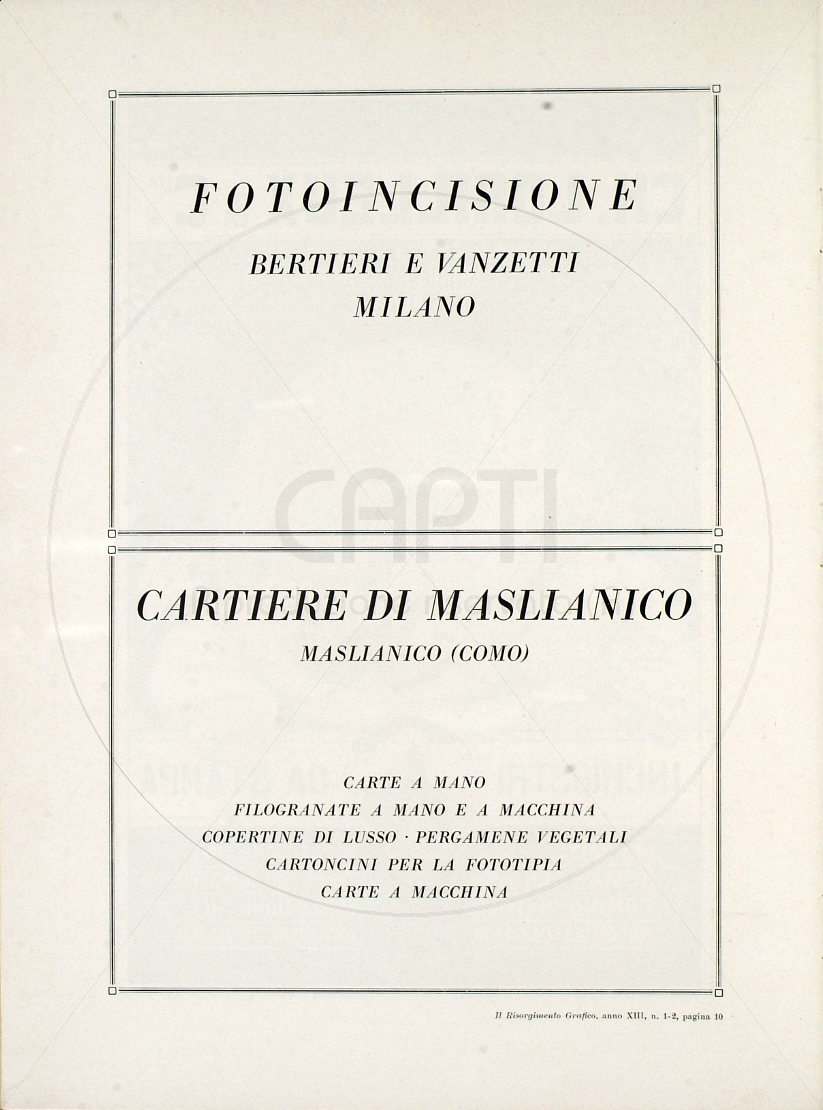 FOTOINCISIONE
BERTIERI E VANZETTI
MILANO
CAPTI
CARTIERE DI MASLIANICO
MASLIANICO (COMO)
CARTE A MANO
FILOGRANATE A MANO E A MACCHINA
COPERTINE DI LUSSO · PERGAMENE VEGETALI
CARTONCINI PER LA FOTOTIPIA
CARTE A MACCHINA
Il Risorgimento Grafico, anno XIII, n. 1-2, pagina 10